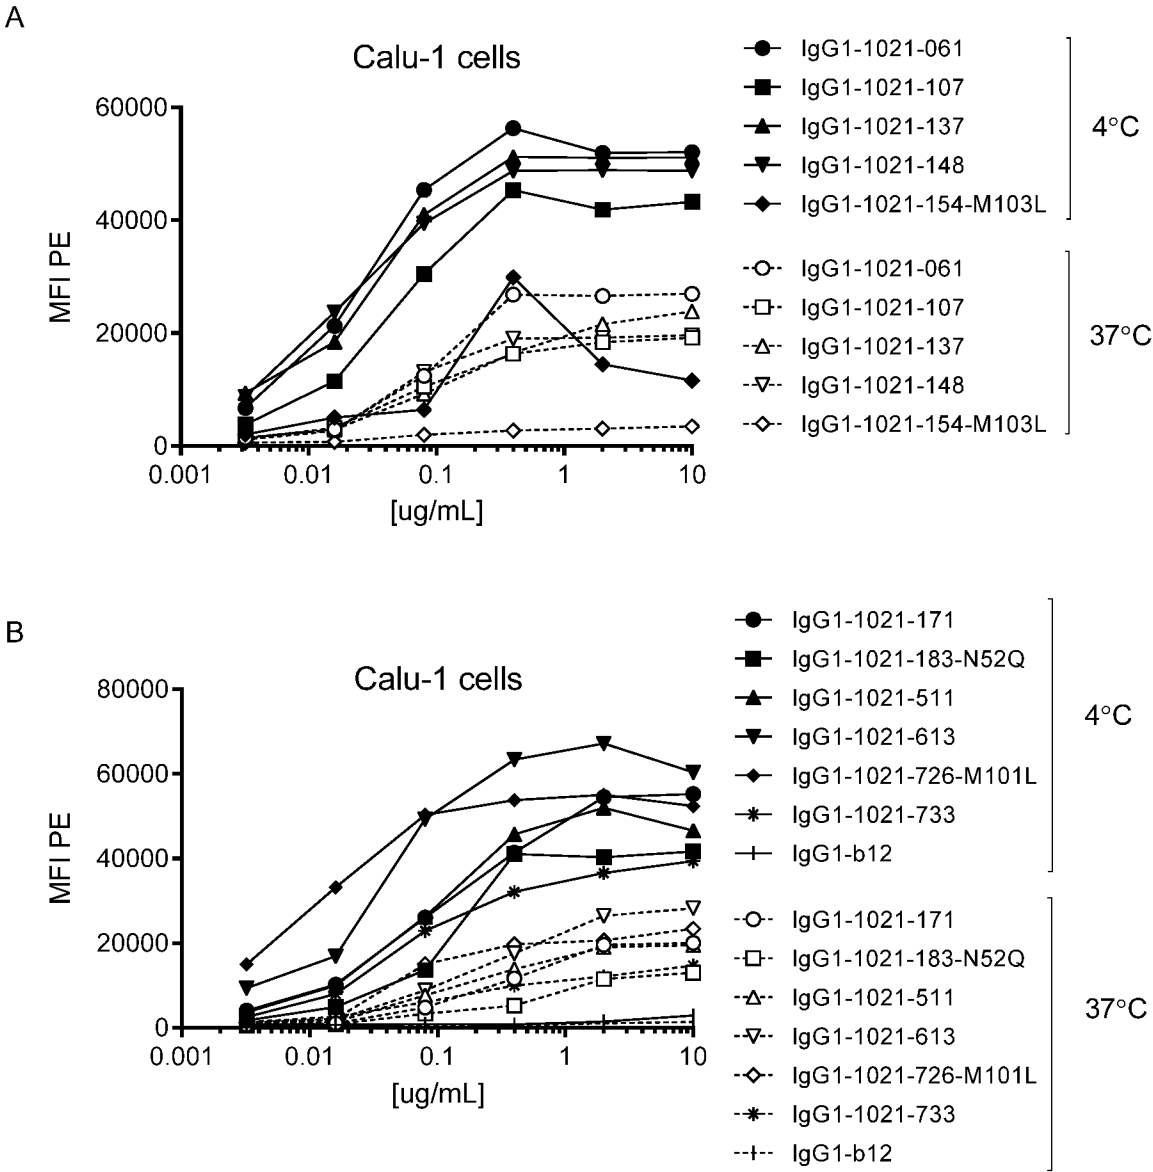 A
Calu-1 cells
MFI PE
60000
40000
20000
0
0.001
0.01
0.1
1
10
[ug/mL]
IgG1-1021-061
IgG1-1021-107
IgG1-1021-137
IgG1-1021-148
IgG1-1021-154-M103L
4°C
IgG1-1021-061
IgG1-1021-107
IgG1-1021-137
IgG1-1021-148
IgG1-1021-154-M103L
37°C
B
Calu-1 cells
MFI PE
80000
60000
40000
20000
0
0.001
0.01
0.1
1
10
[ug/mL]
IgG1-1021-171
IgG1-1021-183-N52Q
IgG1-1021-511
IgG1-1021-613
IgG1-1021-726-M101L
IgG1-1021-733
IgG1-b12
4°C
IgG1-1021-171
IgG1-1021-183-N52Q
IgG1-1021-511
IgG1-1021-613
IgG1-1021-726-M101L
IgG1-1021-733
IgG1-b12
37°C